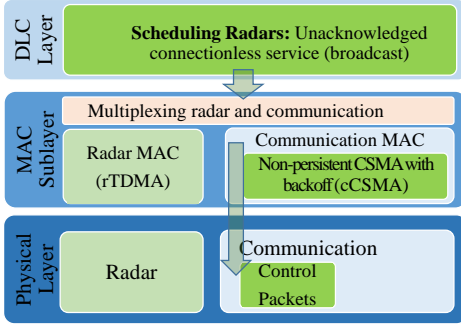 DLC
Layer
Scheduling Radars: Unacknowledged
connectionless service (broadcast)
MAC
Sublayer
Multiplexing radar and communication
Radar MAC
(rTDMA)
Communication MAC
Non-persistent CSMA with
backoff (cCSMA)
Physical
Layer
Radar
Communication
Control
Packets